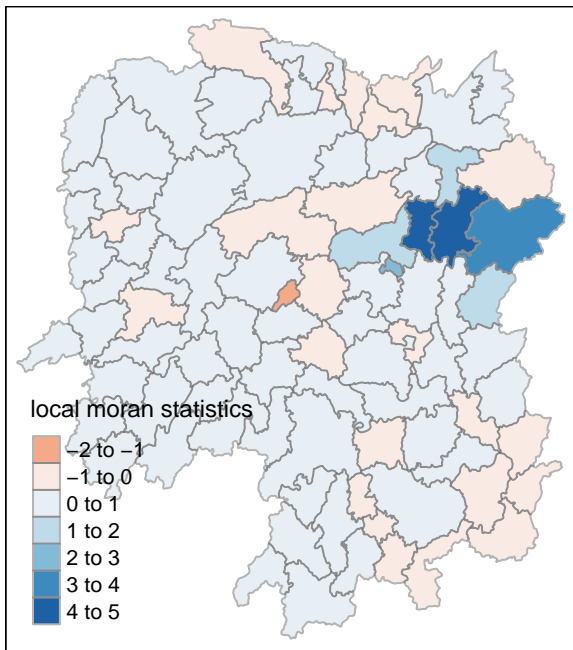 local moran statistics
−2 to −1
−1 to 0
0 to 1
1 to 2
2 to 3
3 to 4
4 to 5